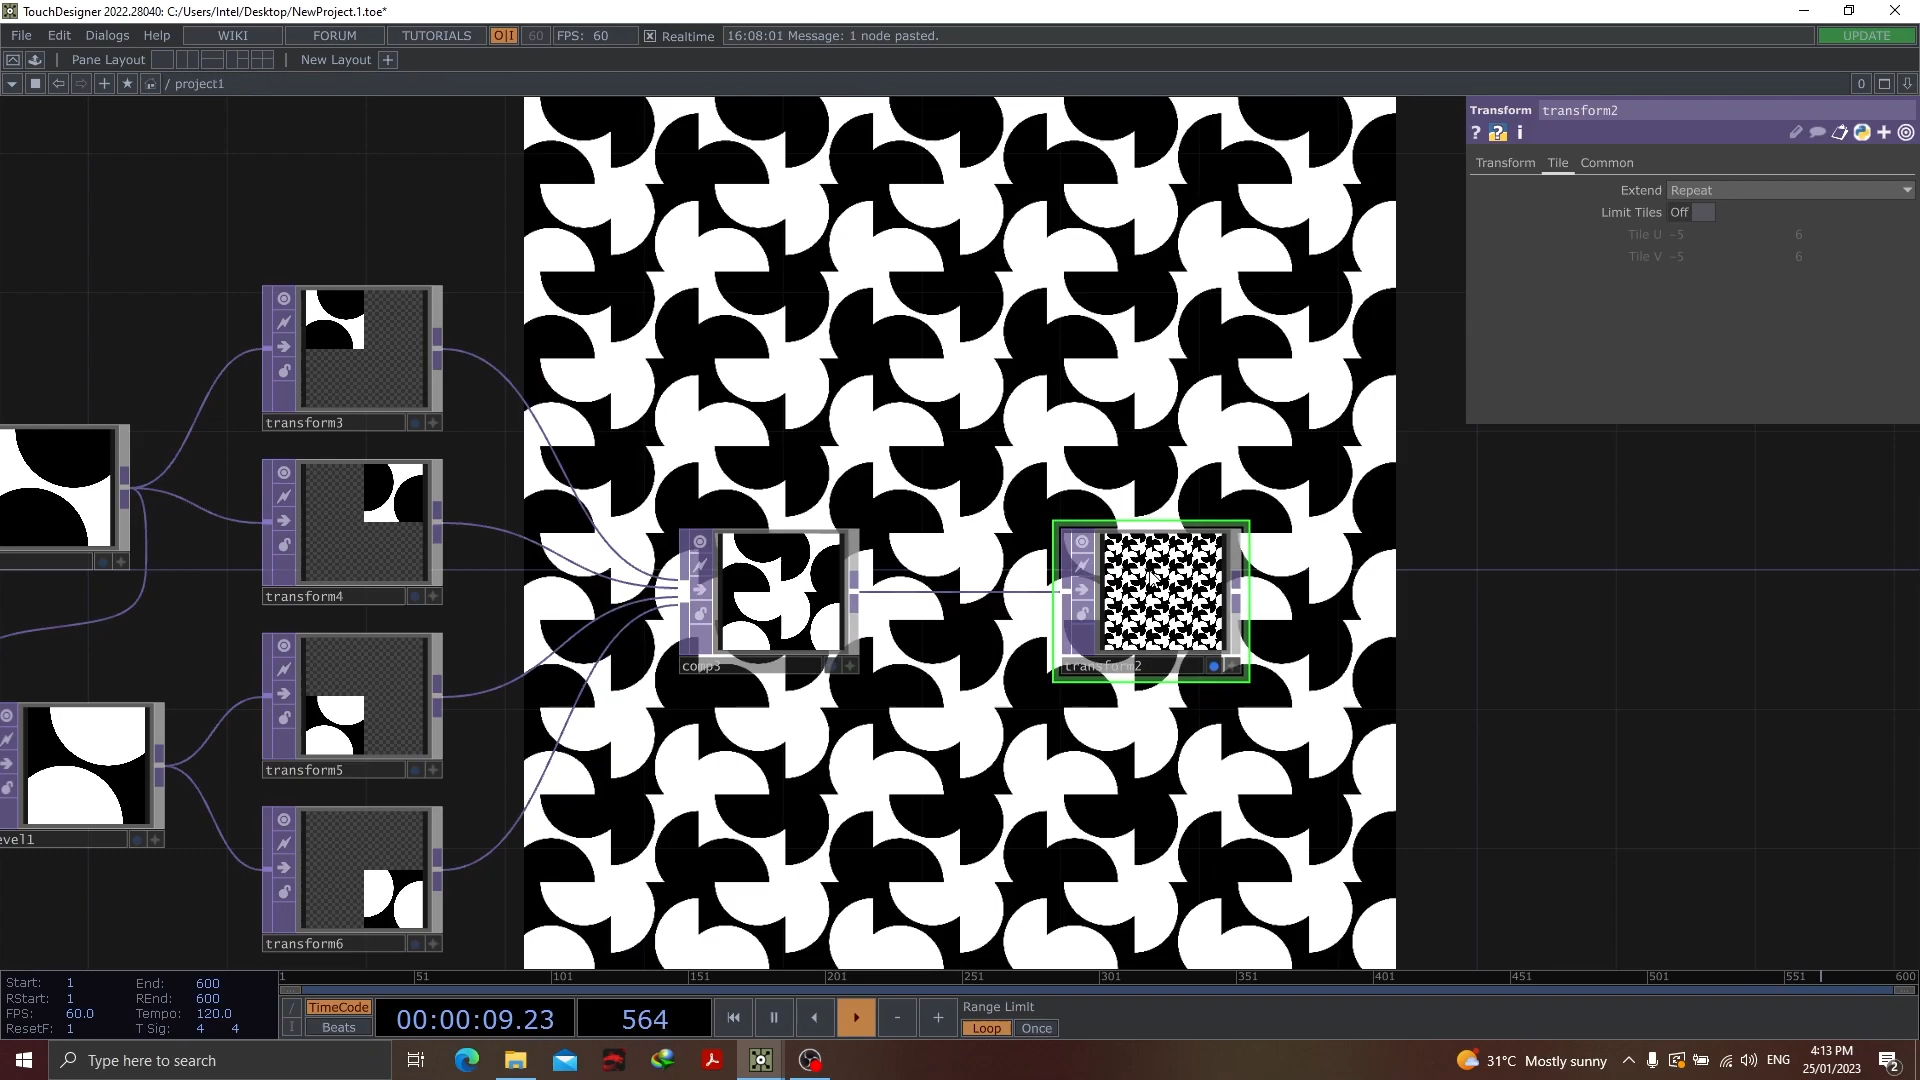 TouchDesigner 2022.28040: C:/Users/Intel/Desktop/NewProject.1.toe*
File Edit Dialogs Help WIKI FORUM TUTORIALS O|I 60 FPS: 60 Realtime 16:08:01 Message: 1 node pasted. UPDATE
Pane Layout New Layout +
/ project1 0
Transform transform2
? ? i
Transform Tile Common
Extend Repeat
Limit Tiles Off
Tile U -5 6
Tile V -5 6
transform3
transform4
comp3
transform2
transform5
evel1
transform6
1 51 101 151 201 251 301 351 401 451 501 551 600
Start: 1 End: 600
RStart: 1 REnd: 600
FPS: 60.0 Tempo: 120.0
ResetF: 1 T Sig: 4 4
TimeCode
Beats
00:00:09.23
564
- +
Range Limit
Loop Once
Type here to search
31°C Mostly sunny
ENG
4:13 PM
25/01/2023
2